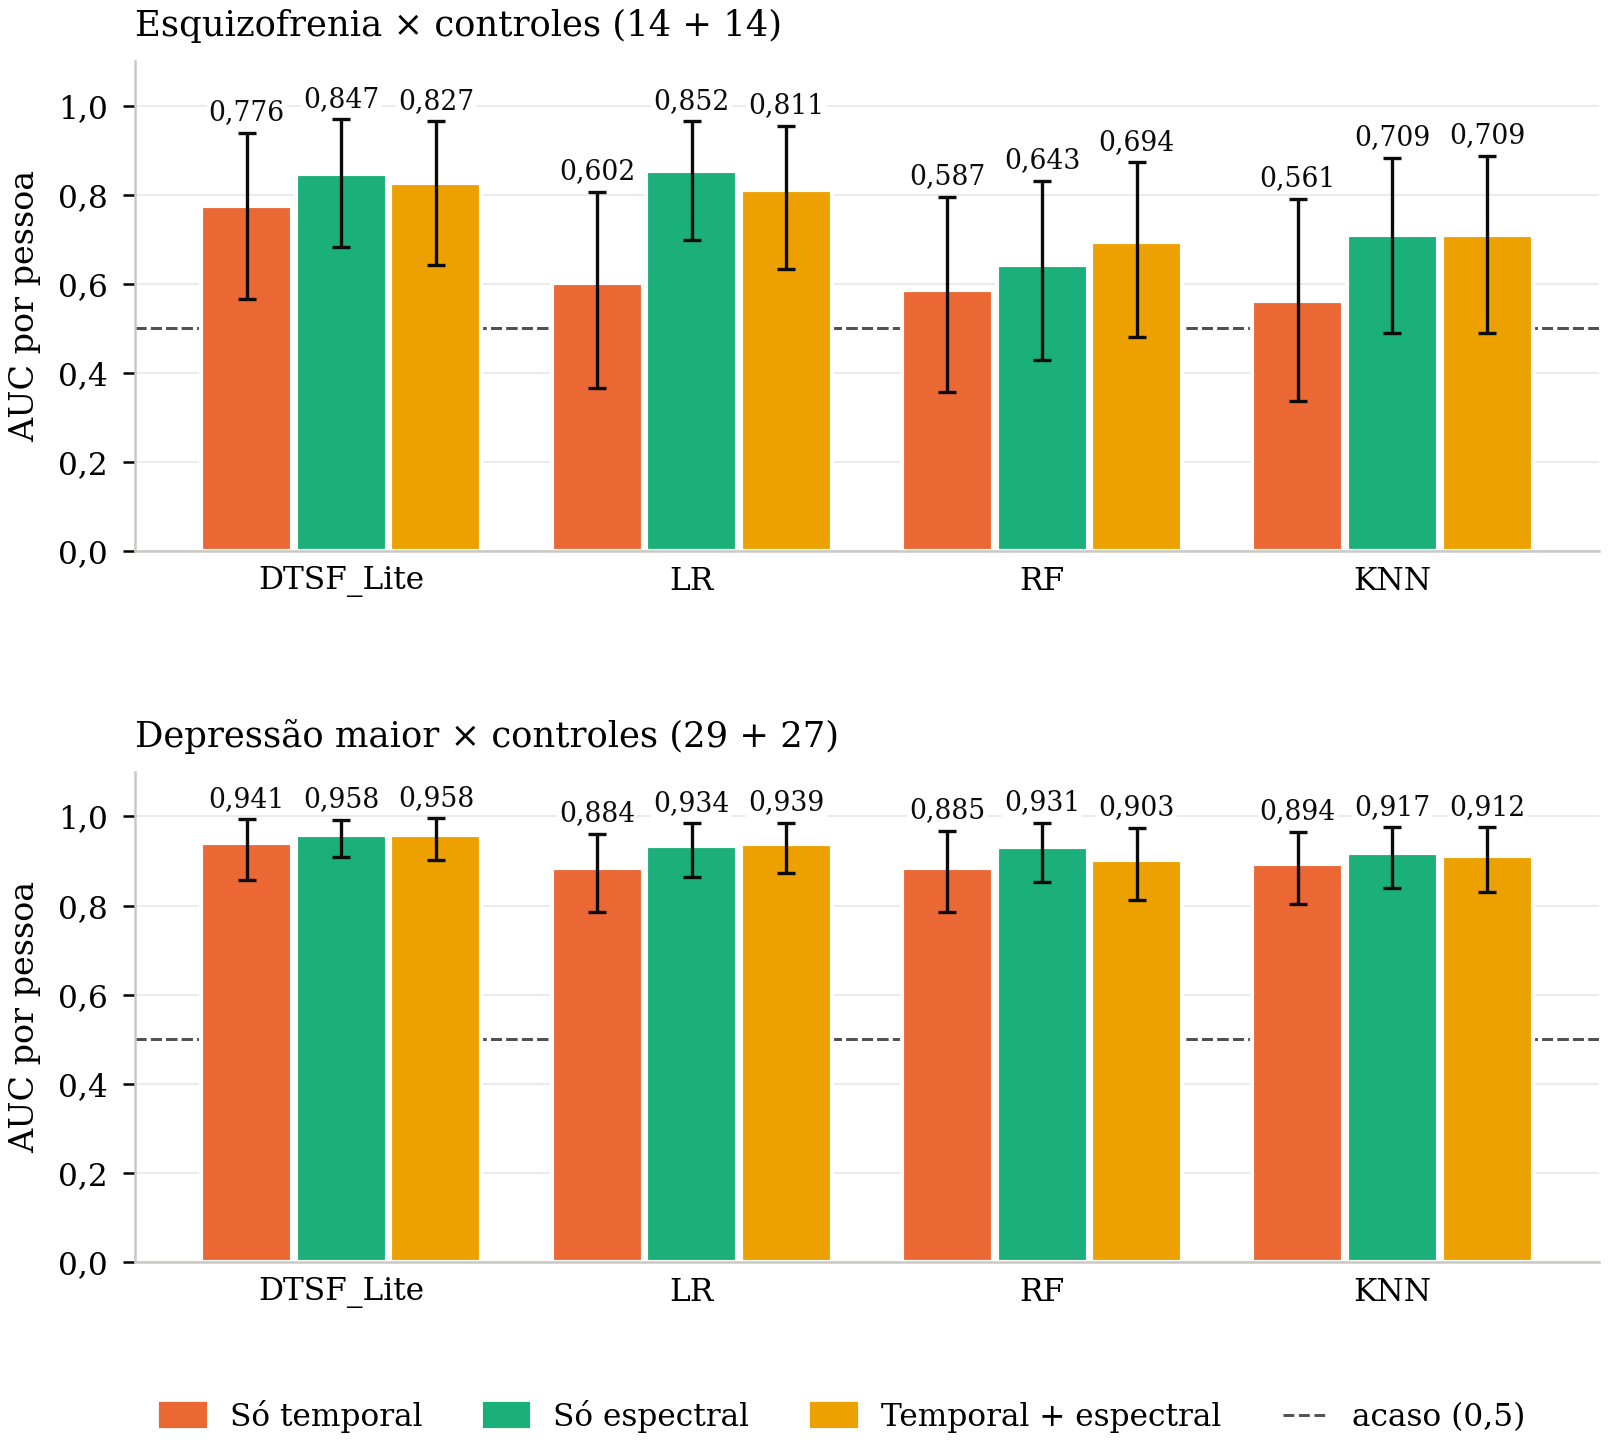 Esquizofrenia × controles (14 + 14)
AUC por pessoa
1,0
0,8
0,6
0,4
0,2
0,0
0,776 0,847 0,827 0,602 0,852 0,811 0,587 0,643 0,694 0,561 0,709 0,709
DTSF_Lite LR RF KNN
Depressão maior × controles (29 + 27)
AUC por pessoa
1,0
0,8
0,6
0,4
0,2
0,0
0,941 0,958 0,958 0,884 0,934 0,939 0,885 0,931 0,903 0,894 0,917 0,912
DTSF_Lite LR RF KNN
Só temporal Só espectral Temporal + espectral acaso (0,5)